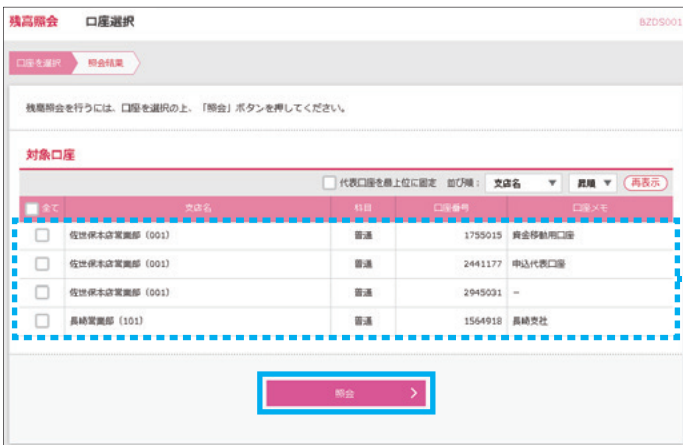 残高照会 口座選択 BZDS001
口座を選択 照会結果
残高照会を行うには、口座を選択の上、「照会」ボタンを押してください。
対象口座
代表口座を最上位に固定 並び順： 支店名 ▼ 昇順 ▼ 再表示
全て 支店名 科目 口座番号 口座メモ
佐世保本店営業部（001） 普通 1755015 資金移動用口座
佐世保本店営業部（001） 普通 2441177 申込代表口座
佐世保本店営業部（001） 普通 2945031 －
長崎営業部（101） 普通 1564918 長崎支社
照会